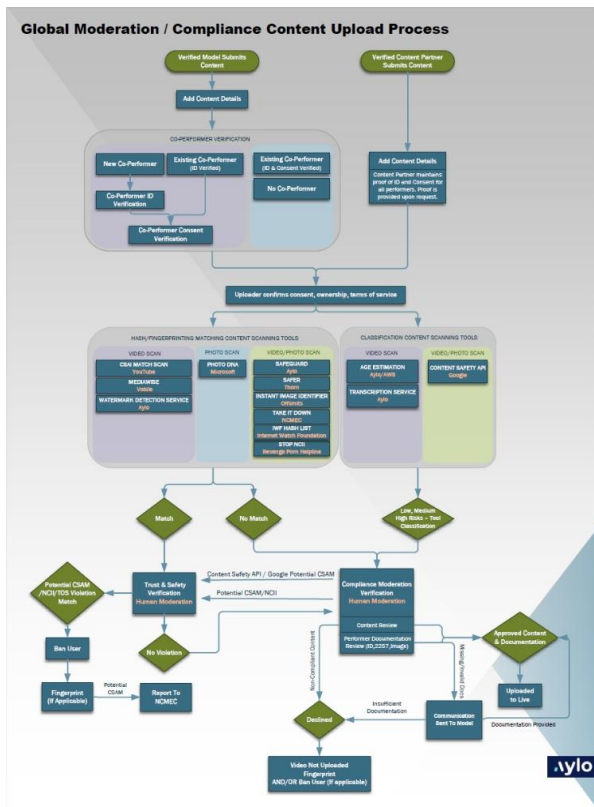 Global Moderation / Compliance Content Upload Process
Verified Model Submits
Content
Verified Content Partner
Submits Content
Add Content Details
CO-PERFORMER VERIFICATION
New Co-Performer
Existing Co-Performer
(ID Verified)
Existing Co-Performer
(ID & Consent Verified)
No Co-Performer
Co-Performer ID
Verification
Co-Performer Consent
Verification
Add Content Details
Content Partner maintains
proof of ID and Consent for
all performers. Proof is
provided upon request.
Uploader confirms consent, ownership, terms of service
HASH/FINGERPRINTING MATCHING CONTENT SCANNING TOOLS
VIDEO SCAN
CSAI MATCH SCAN
YouTube
MEDIAWISE
Vobile
WATERMARK DETECTION SERVICE
Aylo
PHOTO SCAN
PHOTO DNA
Microsoft
VIDEO/PHOTO SCAN
SAFEGUARD
Aylo
SAFER
Thorn
INSTANT IMAGE IDENTIFIER
Offlimits
TAKE IT DOWN
NCMEC
IWF HASH LIST
Internet Watch Foundation
STOP NCII
Revenge Porn Helpline
CLASSIFICATION CONTENT SCANNING TOOLS
VIDEO SCAN
AGE ESTIMATION
Aylo/AWS
TRANSCRIPTION SERVICE
Aylo
VIDEO/PHOTO SCAN
CONTENT SAFETY API
Google
Match
No Match
Low, Medium
High Risks – Tool
Classification
Potential CSAM
/NCI/TOS Violation
Match
Trust & Safety
Verification
Human Moderation
Content Safety API / Google Potential CSAM
Potential CSAM/NCII
Compliance Moderation
Verification
Human Moderation
Content Review
Performer Documentation
Review (ID,2257,Image)
Approved Content
& Documentation
Ban User
No Violation
Non-Compliant Content
Missing/Invalid Docs
Fingerprint
(If Applicable)
Potential
CSAM
Report To
NCMEC
Uploaded
to Live
Declined
Insufficient
Documentation
Communication
Sent To Model
Documentation Provided
Video Not Uploaded
Fingerprint
AND/OR Ban User (If applicable)
Aylo